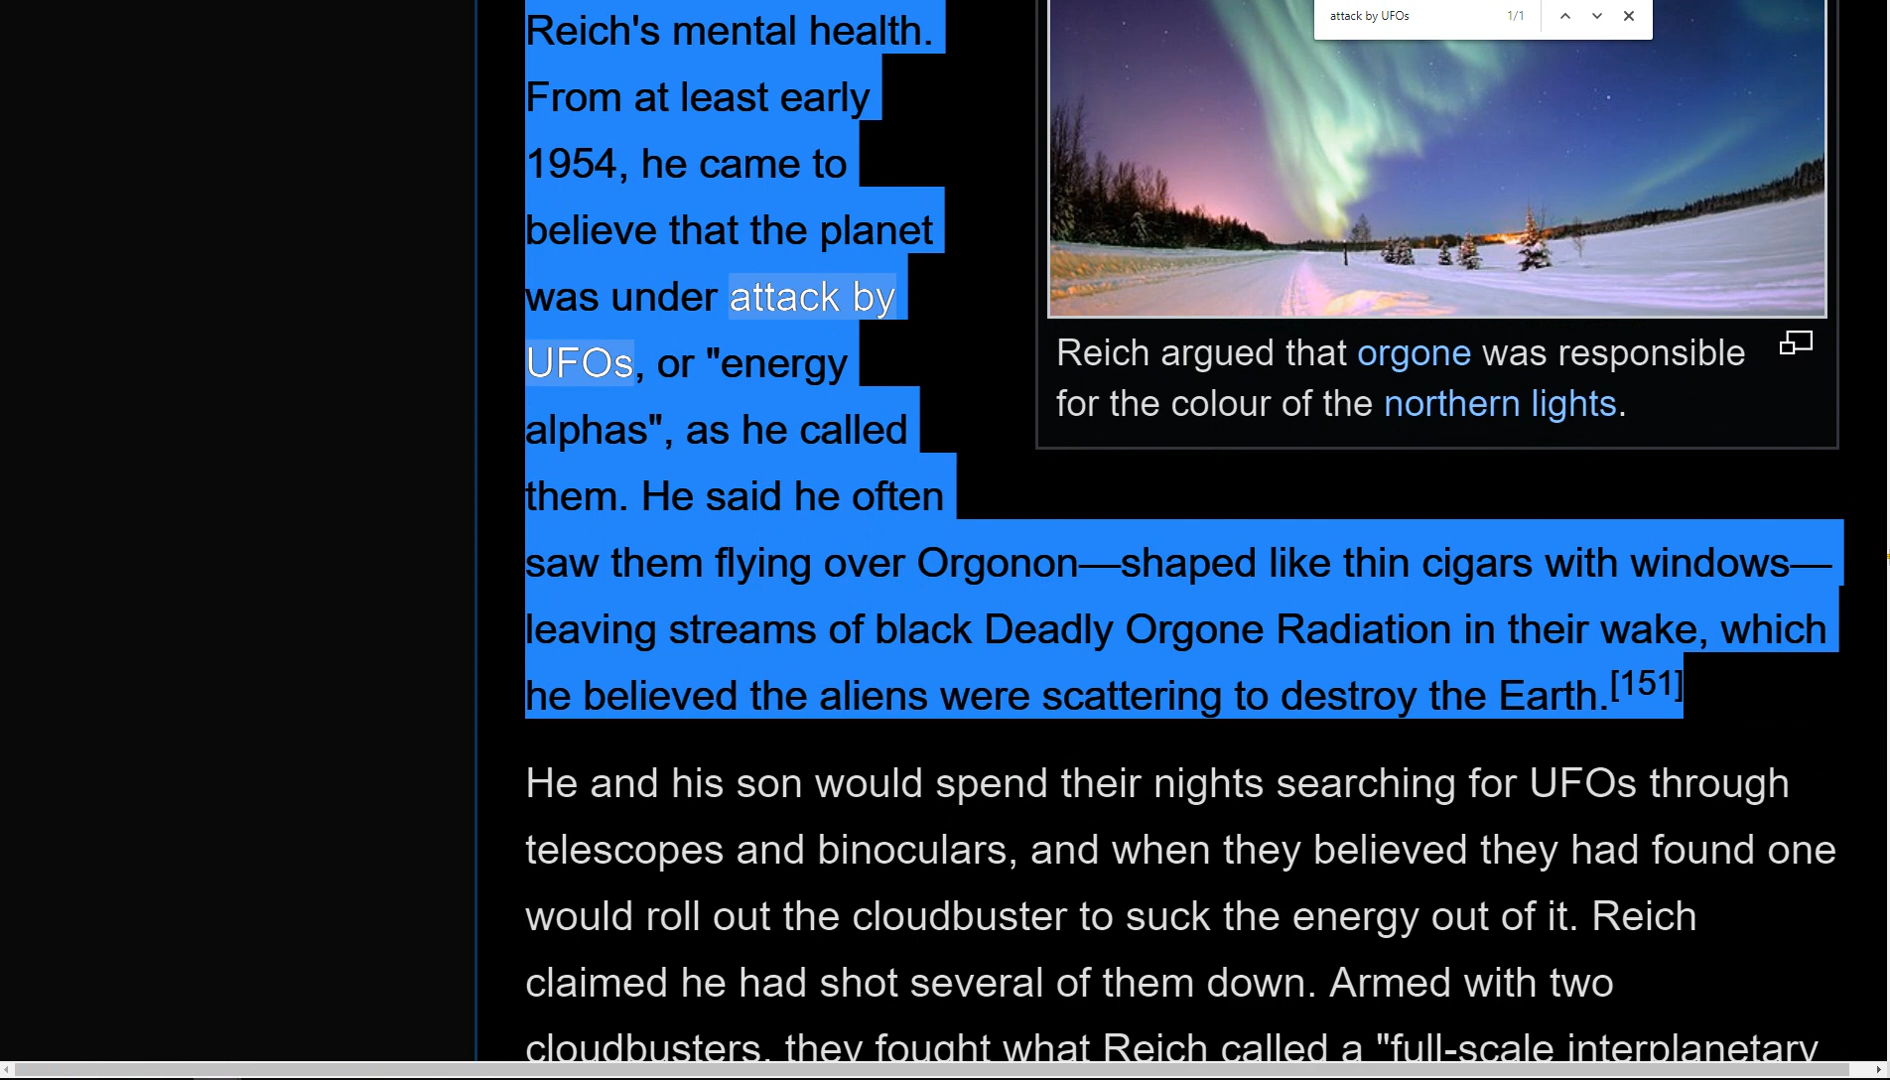 attack by UFOs 1/1
Reich's mental health.
From at least early
1954, he came to
believe that the planet
was under attack by
UFOs, or "energy
alphas", as he called
them. He said he often
saw them flying over Orgonon—shaped like thin cigars with windows—
leaving streams of black Deadly Orgone Radiation in their wake, which
he believed the aliens were scattering to destroy the Earth.[151]
Reich argued that orgone was responsible
for the colour of the northern lights.
He and his son would spend their nights searching for UFOs through
telescopes and binoculars, and when they believed they had found one
would roll out the cloudbuster to suck the energy out of it. Reich
claimed he had shot several of them down. Armed with two
cloudbusters, they fought what Reich called a "full-scale interplanetary